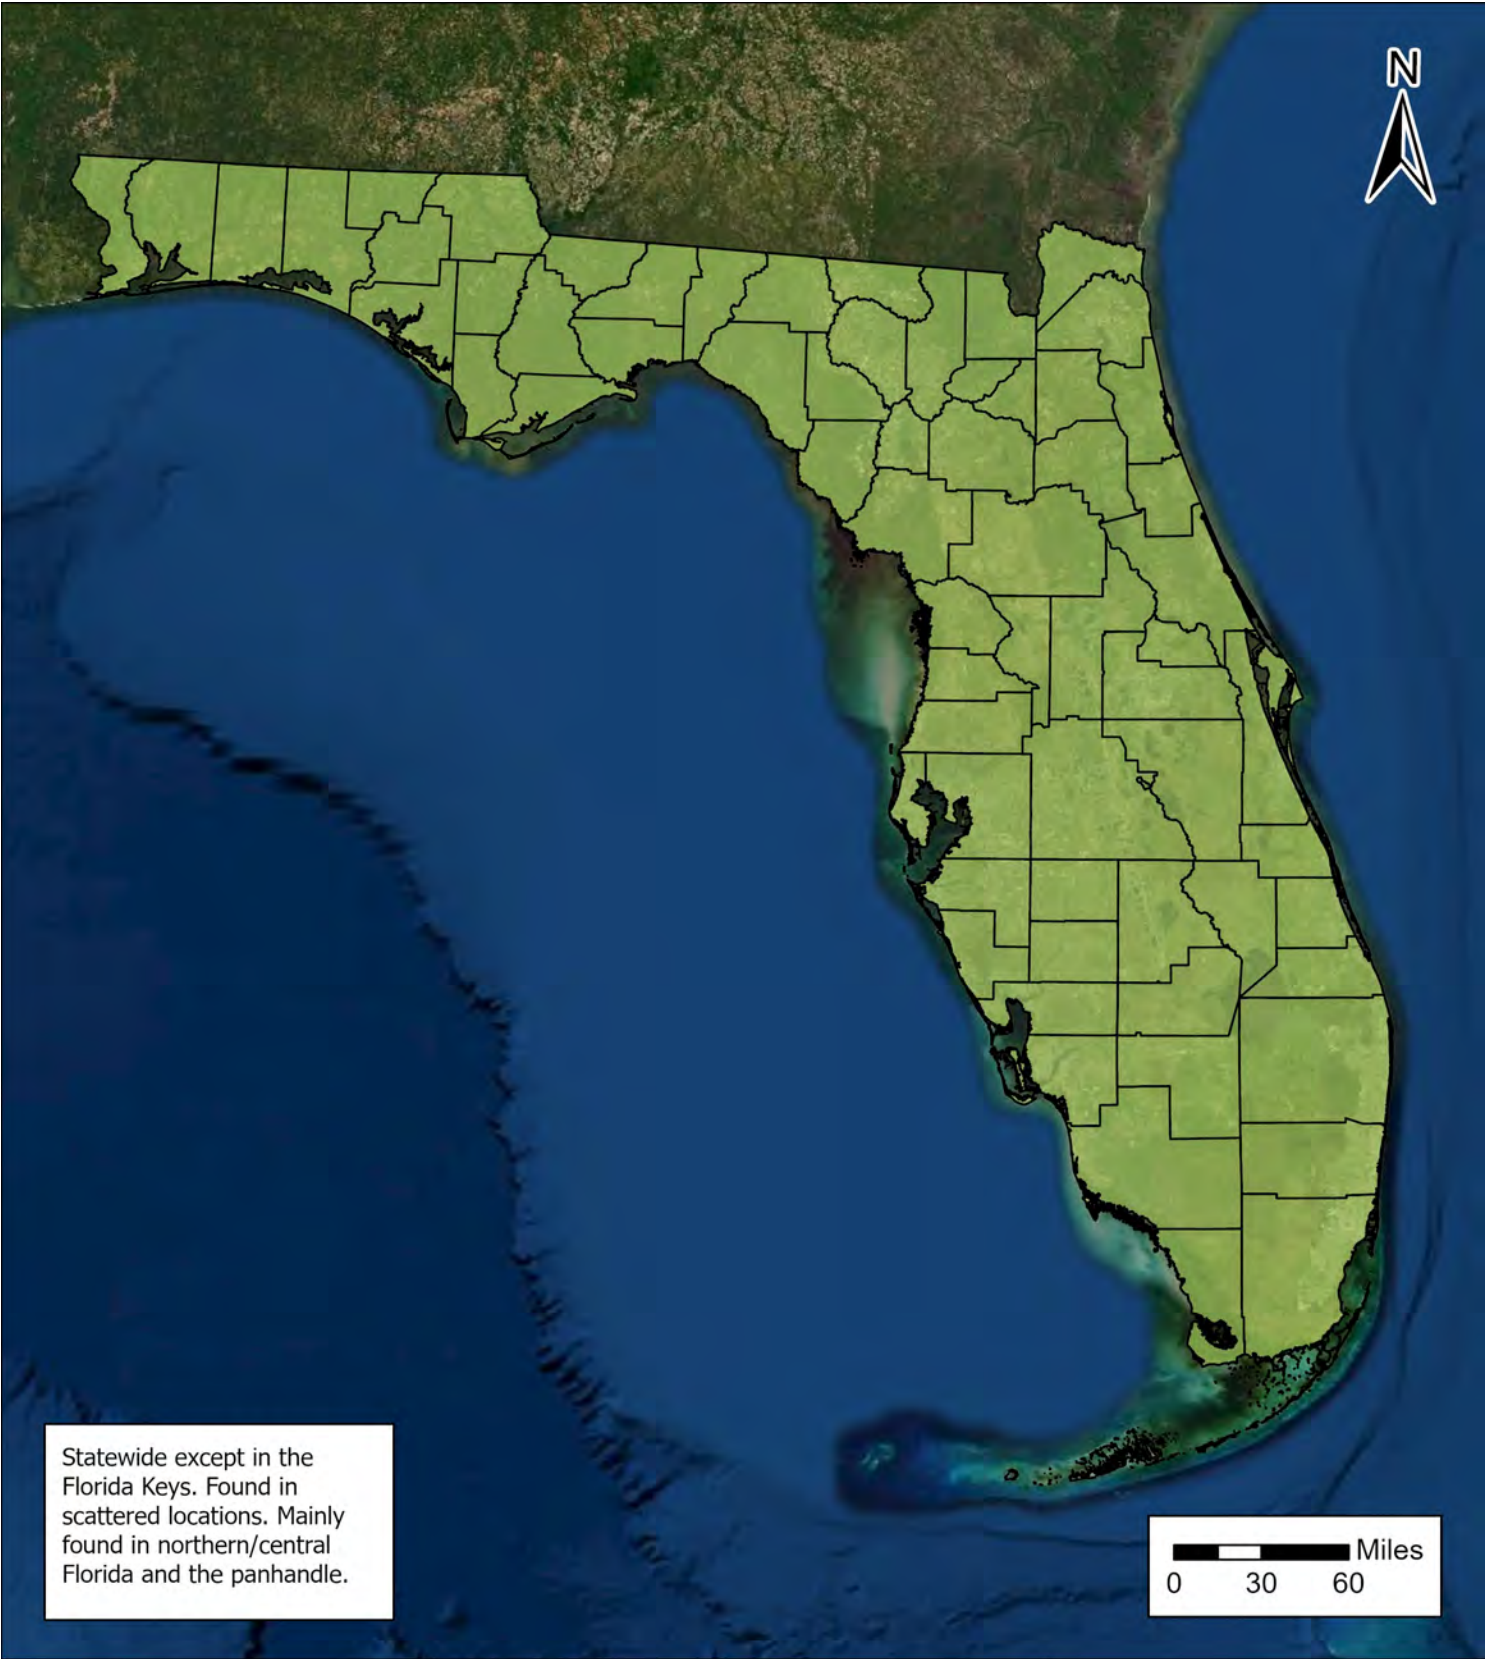 N
Statewide except in the
Florida Keys. Found in
scattered locations. Mainly
found in northern/central
Florida and the panhandle.
Miles
0 30 60